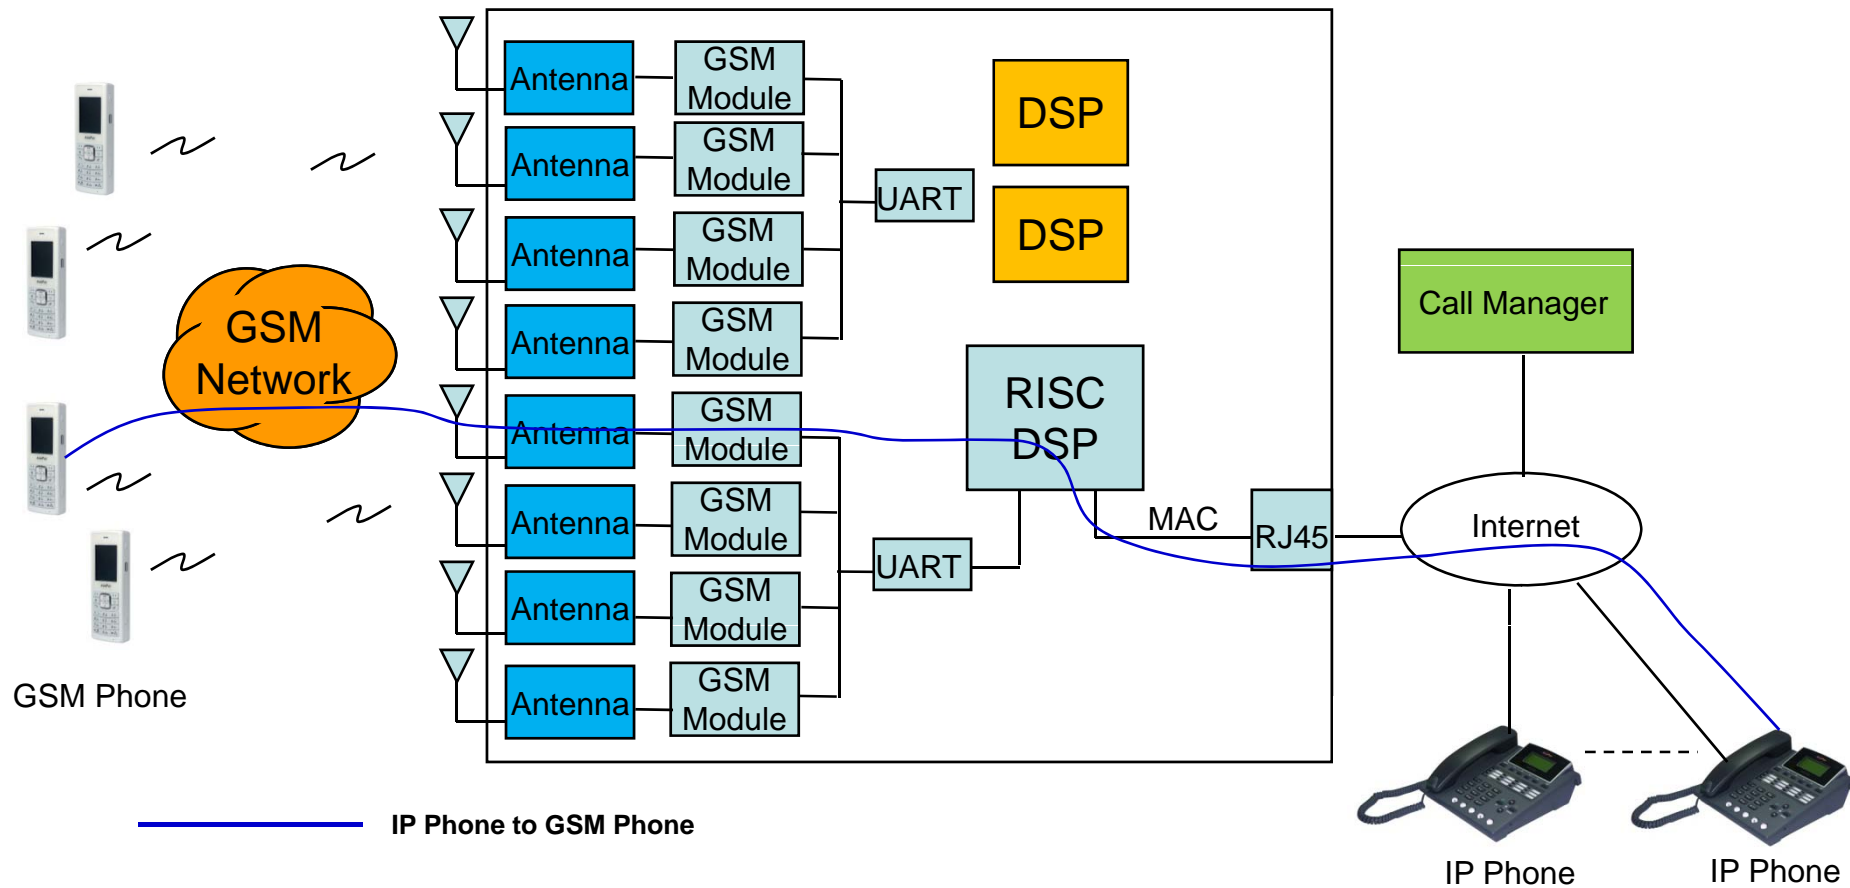 Antenna
GSM
Module
Antenna
GSM
Module
Antenna
GSM
Module
Antenna
GSM
Module
Antenna
GSM
Module
Antenna
GSM
Module
Antenna
GSM
Module
Antenna
GSM
Module
UART
UART
DSP
DSP
RISC
DSP
MAC
RJ45
Call Manager
Internet
GSM
Network
GSM Phone
IP Phone to GSM Phone
IP Phone
IP Phone